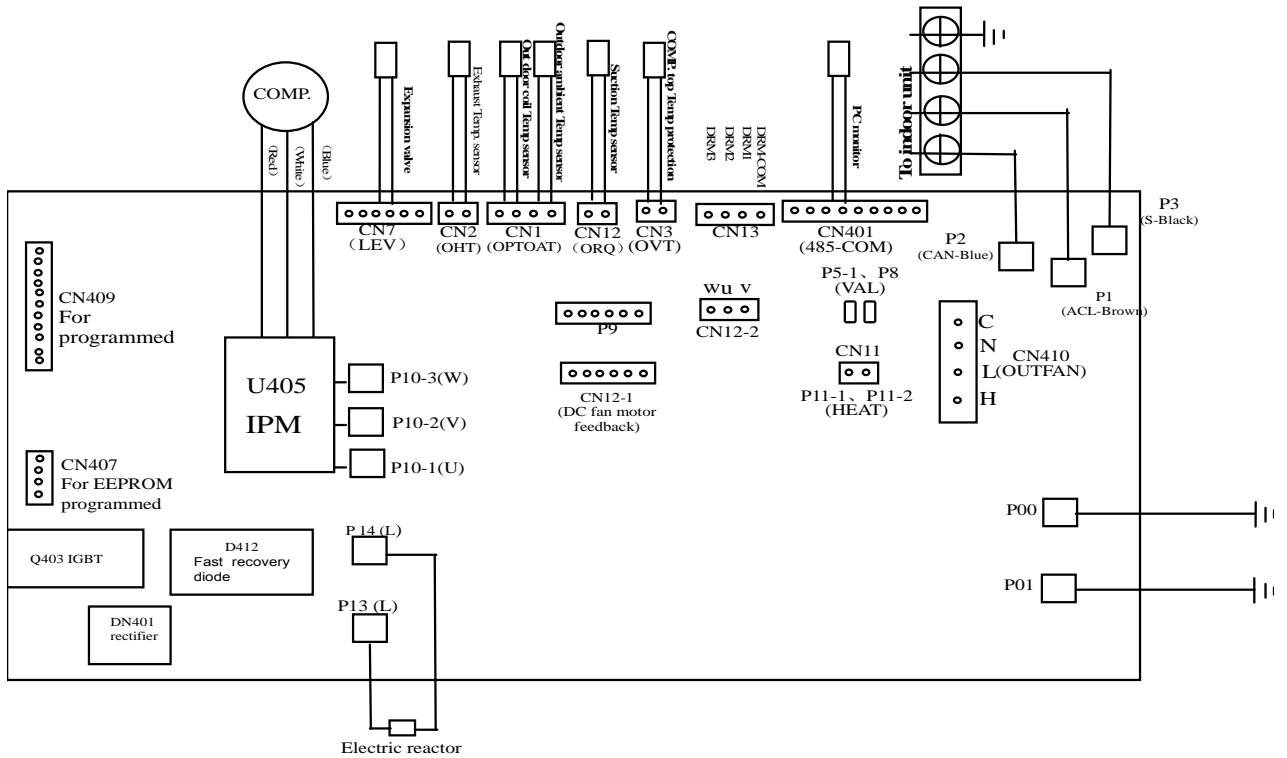 COMP.
(Red)
(White)
(Blue)
Expansion valve
Exhaust Temp. sensor
Out door coil Temp sensor
Outdoor ambient Temp sensor
Suction Temp sensor
COMP. top Temp protection
DRM3
DRM2
DRM1
DRM-COM
PC monitor
To indoor unit
CN7
(LEV)
CN2
(OHT)
CN1
(OPTOAT)
CN12
(ORQ)
CN3
(OVT)
CN13
CN401
(485-COM)
P2
(CAN-Blue)
P3
(S-Black)
P1
(ACL-Brown)
CN409
For
programmed
P9
wu v
CN12-2
P5-1、P8
(VAL)
C
N
L
H
CN410
(OUTFAN)
U405
IPM
P10-3(W)
P10-2(V)
P10-1(U)
CN12-1
(DC fan motor
feedback)
CN11
P11-1、P11-2
(HEAT)
CN407
For EEPROM
programmed
P00
P01
Q403 IGBT
D412
Fast recovery
diode
P 14 (L)
P13 (L)
DN401
rectifier
Electric reactor